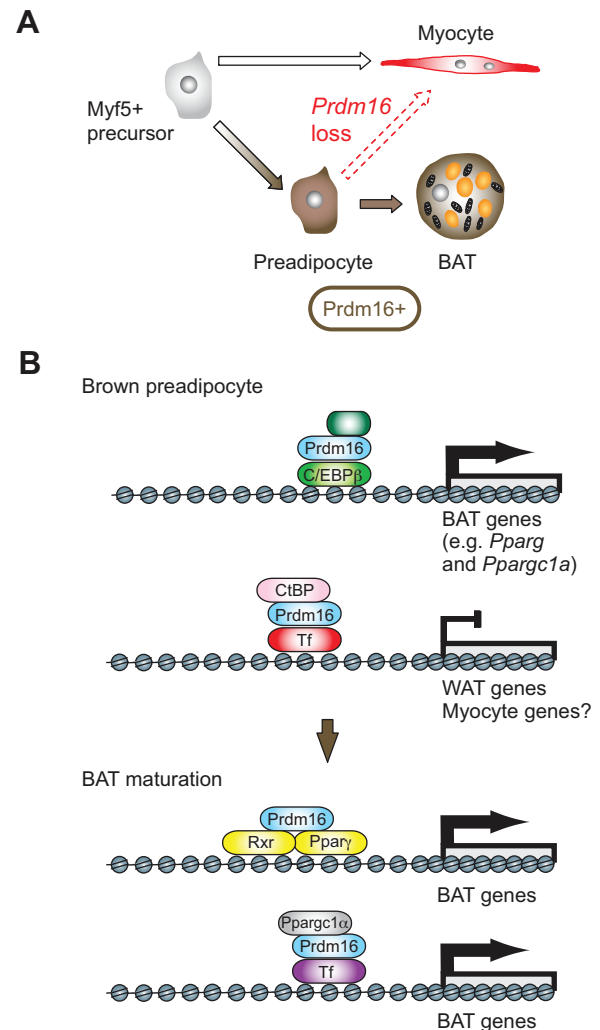 A
Myocyte
Myf5+
precursor
Prdm16
loss
Preadipocyte
BAT
Prdm16+
B
Brown preadipocyte
Prdm16
C/EBPβ
BAT genes
(e.g. Pparg
and Ppargc1a)
CtBP
Prdm16
Tf
WAT genes
Myocyte genes?
BAT maturation
Prdm16
Rxr
Pparγ
BAT genes
Ppargc1α
Prdm16
Tf
BAT genes